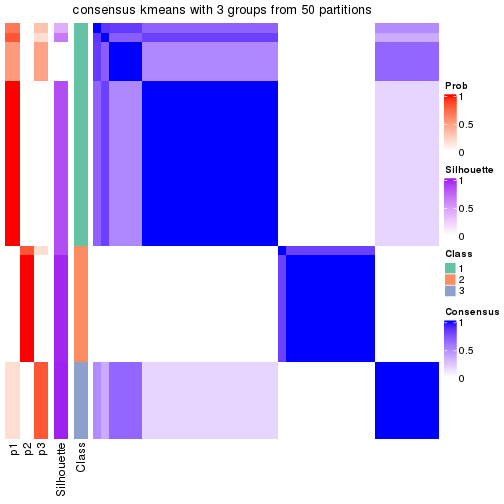 consensus kmeans with 3 groups from 50 partitions
Prob
1
0.5
0
Silhouette
1
0.5
0
Class
1
2
3
Consensus
1
0.5
0
p1
p2
p3
Silhouette
Class